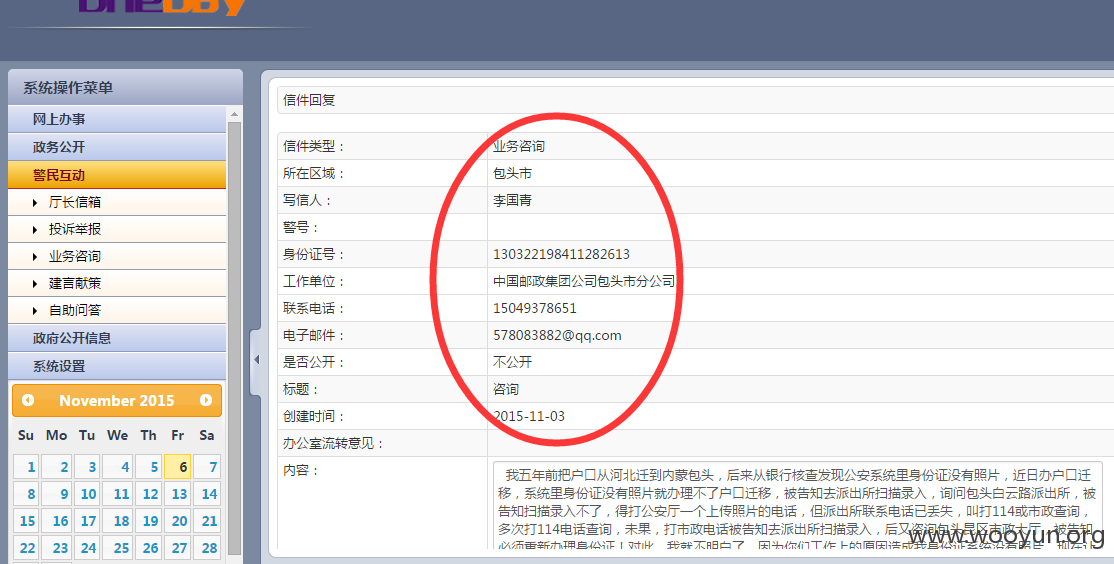 oneDay
系统操作菜单
网上办事
政务公开
警民互动
厅长信箱
投诉举报
业务咨询
建言献策
自助问答
政府公开信息
系统设置
November 2015
Su Mo Tu We Th Fr Sa
1 2 3 4 5 6 7
8 9 10 11 12 13 14
15 16 17 18 19 20 21
22 23 24 25 26 27 28
信件回复
信件类型： 业务咨询
所在区域： 包头市
写信人： 李国青
警号：
身份证号： 130322198411282613
工作单位： 中国邮政集团公司包头市分公司
联系电话： 15049378651
电子邮件： 578083882@qq.com
是否公开： 不公开
标题： 咨询
创建时间： 2015-11-03
办公室流转意见：
内容：
我五年前把户口从河北迁到内蒙包头，后来从银行核查发现公安系统里身份证没有照片，近日办户口迁
移，系统里身份证没有照片就办理不了户口迁移，被告知去派出所扫描录入，询问包头白云路派出所，被
告知扫描录入不了，得打公安厅一个上传照片的电话，但派出所联系电话已丢失，叫打114或市政查询，
多次打114电话查询，未果，打市政电话被告知去派出所扫描录入，后又咨询包头昆区市政大厅，被告知
必须重新办理身份证！对此，我就不明白了，因为你们工作上的原因造成我身份证系统没有照片，现在让
www.wooyun.org